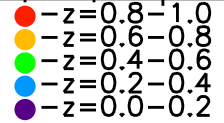 – z = 0.8 – 1.0
– z = 0.6 – 0.8
– z = 0.4 – 0.6
– z = 0.2 – 0.4
– z = 0.0 – 0.2